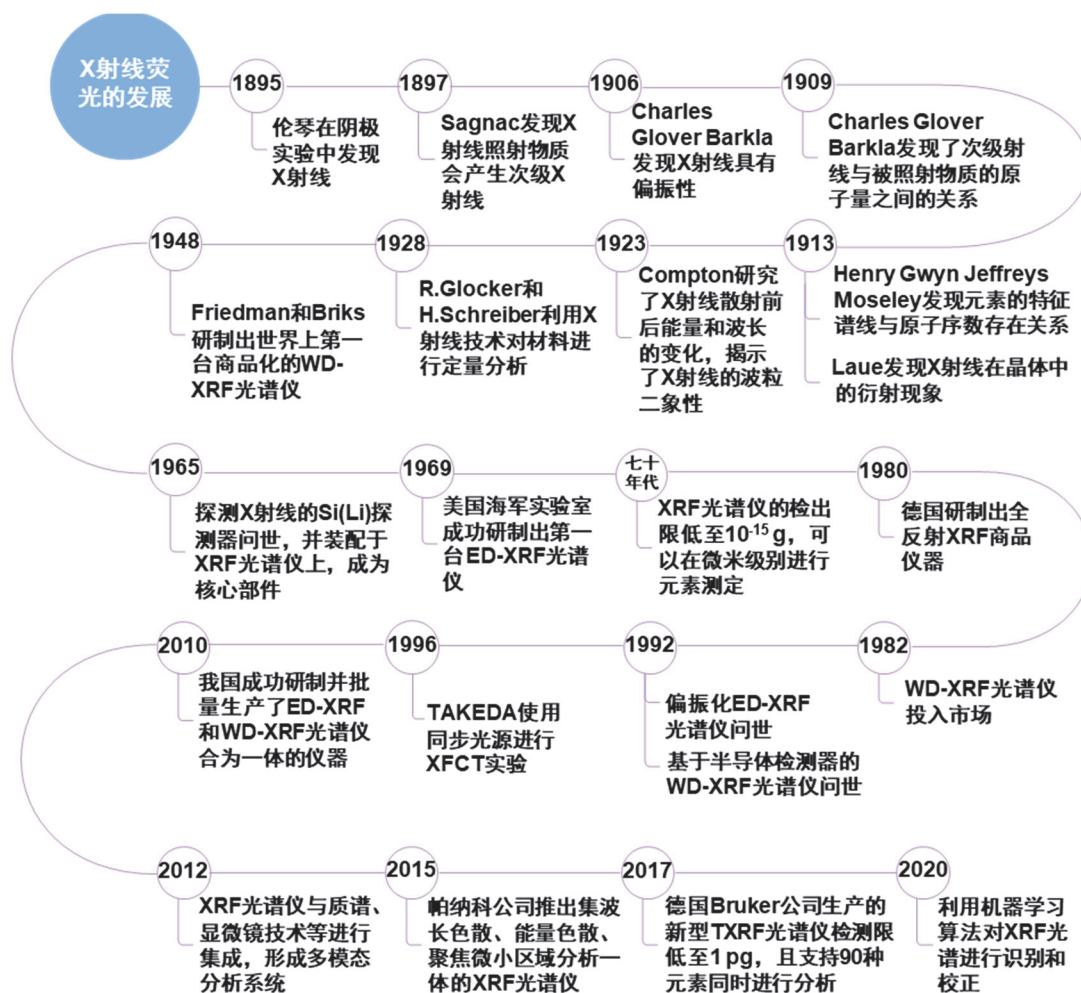 X射线荧
光的发展
1895
伦琴在阴极
实验中发现
X射线
1897
Sagnac发现X
射线照射物质
会产生次级X
射线
1906
Charles
Glover Barkla
发现X射线具有
偏振性
1909
Charles Glover
Barkla发现了次级射
线与被照射物质的原
子量之间的关系
1913
Henry Gwyn Jeffreys
Moseley发现元素的特征
谱线与原子序数存在关系
Laue发现X射线在晶体中
的衍射现象
1923
Compton研究
了X射线散射前
后能量和波长
的变化，揭示
了X射线的波粒
二象性
1928
R.Glocker和
H.Schreiber利用X
射线技术对材料进
行定量分析
1948
Friedman和Briks
研制出世界上第一
台商品化的WD-
XRF光谱仪
1965
探测X射线的Si(Li)探
测器问世，并装配于
XRF光谱仪上，成为
核心部件
1969
美国海军实验室
成功研制出第一
台ED-XRF光谱
仪
七十
年代
XRF光谱仪的检出
限低至10⁻¹⁵ g，可
以在微米级别进行
元素测定
1980
德国研制出全
反射XRF商品
仪器
1982
WD-XRF光谱仪
投入市场
1992
偏振化ED-XRF
光谱仪问世
基于半导体检测器的
WD-XRF光谱仪问世
1996
TAKEDA使用
同步光源进行
XFCT实验
2010
我国成功研制并批
量生产了ED-XRF
和WD-XRF光谱仪
合为一体的仪器
2012
XRF光谱仪与质谱、
显微镜技术等进行
集成，形成多模态
分析系统
2015
帕纳科公司推出集波
长色散、能量色散、
聚焦微小区域分析一
体的XRF光谱仪
2017
德国Bruker公司生产的
新型TXRF光谱仪检测限
低至1 pg，且支持90种
元素同时进行分析
2020
利用机器学习
算法对XRF光
谱进行识别和
校正